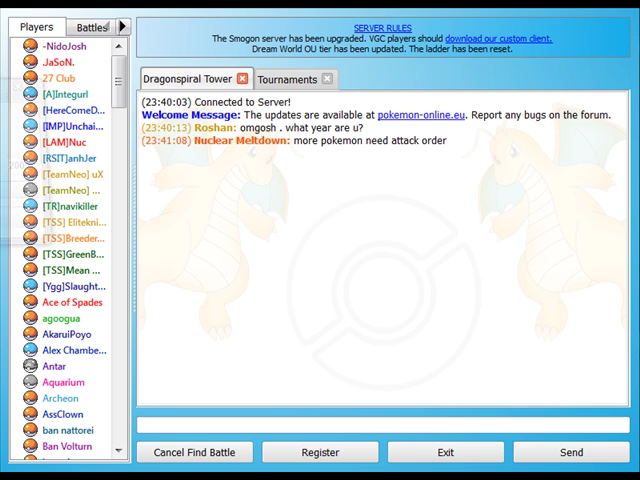 Players
Battles
-NidoJosh
JaSoN.
27 Club
[A]Integurl
[HereComeD...
[IMP]Unchai...
[LAM]Nuc
[RSIT]anhJer
[TeamNeo] uX
[TeamNeo] ...
[TR]navikiller
[TSS] Elitekni...
[TSS]Breeder...
[TSS]GreenB...
[TSS]Mean ...
[Ygg]Slaught...
Ace of Spades
agoogua
AkaruiPoyo
Alex Chambe...
Antar
Aquarium
Archeon
AssClown
ban nattorei
Ban Volturn
SERVER RULES
The Smogon server has been upgraded. VGC players should download our custom client.
Dream World OU tier has been updated. The ladder has been reset.
Dragonspiral Tower
Tournaments
(23:40:03) Connected to Server!
Welcome Message: The updates are available at pokemon-online.eu. Report any bugs on the forum.
(23:40:13) Roshan: omgosh . what year are u?
(23:41:08) Nuclear Meltdown: more pokemon need attack order
Cancel Find Battle
Register
Exit
Send